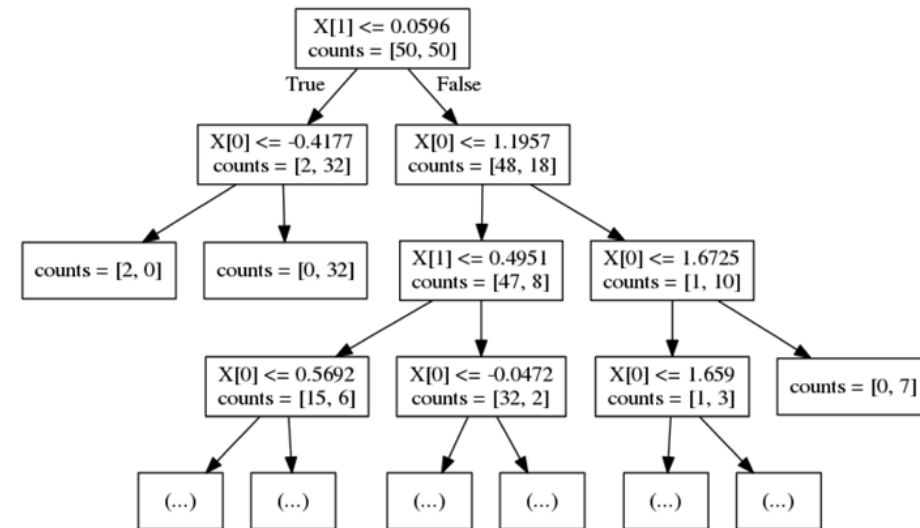 X[1] <= 0.0596
counts = [50, 50]
True
False
X[0] <= -0.4177
counts = [2, 32]
X[0] <= 1.1957
counts = [48, 18]
counts = [2, 0]
counts = [0, 32]
X[1] <= 0.4951
counts = [47, 8]
X[0] <= 1.6725
counts = [1, 10]
X[0] <= 0.5692
counts = [15, 6]
X[0] <= -0.0472
counts = [32, 2]
X[0] <= 1.659
counts = [1, 3]
counts = [0, 7]
(...)
(...)
(...)
(...)
(...)
(...)